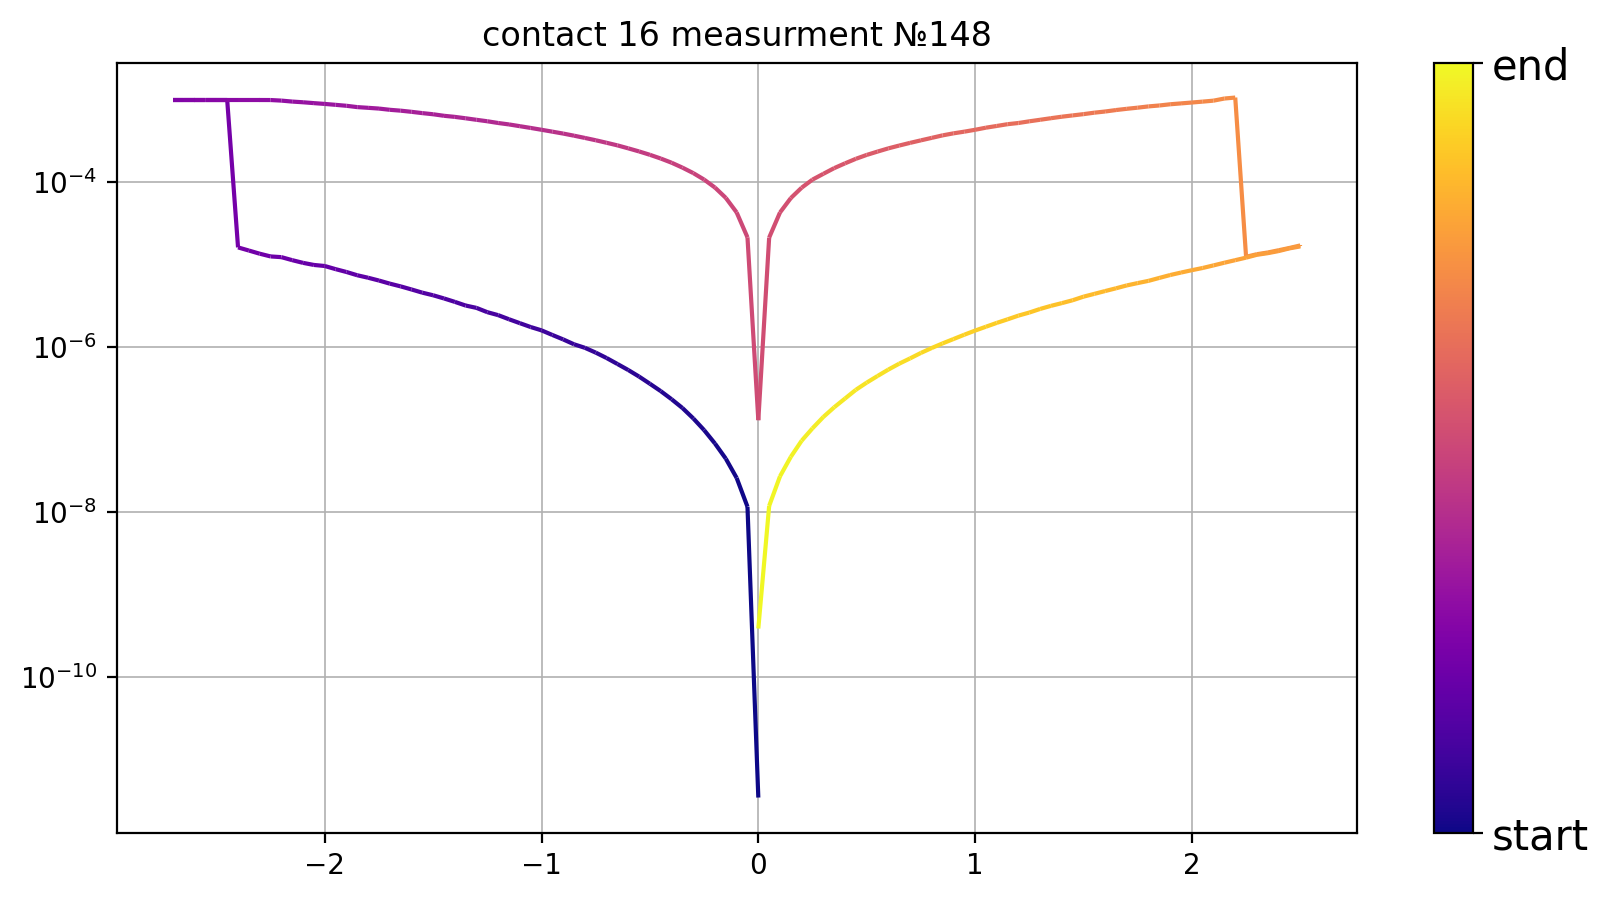 contact 16 measurment №148
10⁻⁴
10⁻⁶
10⁻⁸
10⁻¹⁰
−2 −1 0 1 2
end
start